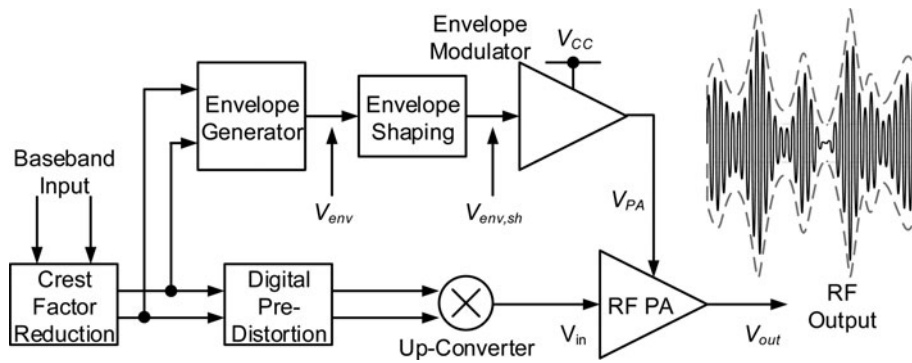 Envelope
Modulator
V_CC
Envelope
Generator
Envelope
Shaping
Baseband
Input
V_env
V_env,sh
V_PA
Crest
Factor
Reduction
Digital
Pre-
Distortion
Up-Converter
V_in
RF PA
V_out
RF
Output